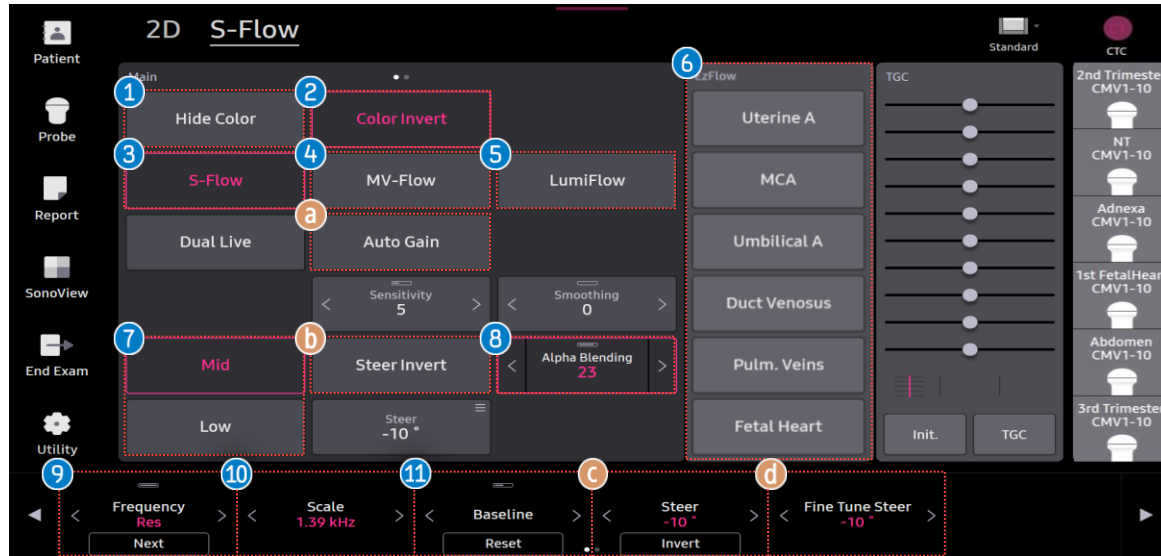 2D S-Flow
Patient
Probe
Report
SonoView
End Exam
Utility
Standard
CTC
Main
1
Hide Color
2
Color Invert
3
S-Flow
4
MV-Flow
5
LumiFlow
Dual Live
a
Auto Gain
Sensitivity
< 5 >
Smoothing
< 0 >
7
Mid
b
Steer Invert
8
Alpha Blending
< 23 >
Low
Steer
-10 °
6
EzFlow
Uterine A
MCA
Umbilical A
Duct Venosus
Pulm. Veins
Fetal Heart
TGC
Init.
TGC
2nd Trimeste
CMV1-10
NT
CMV1-10
Adnexa
CMV1-10
1st FetalHear
CMV1-10
Abdomen
CMV1-10
3rd Trimester
CMV1-10
9
Frequency
< Res >
Next
10
Scale
< 1.39 kHz >
11
Baseline
< >
Reset
c
Steer
< -10 ° >
Invert
d
Fine Tune Steer
< -10 ° >